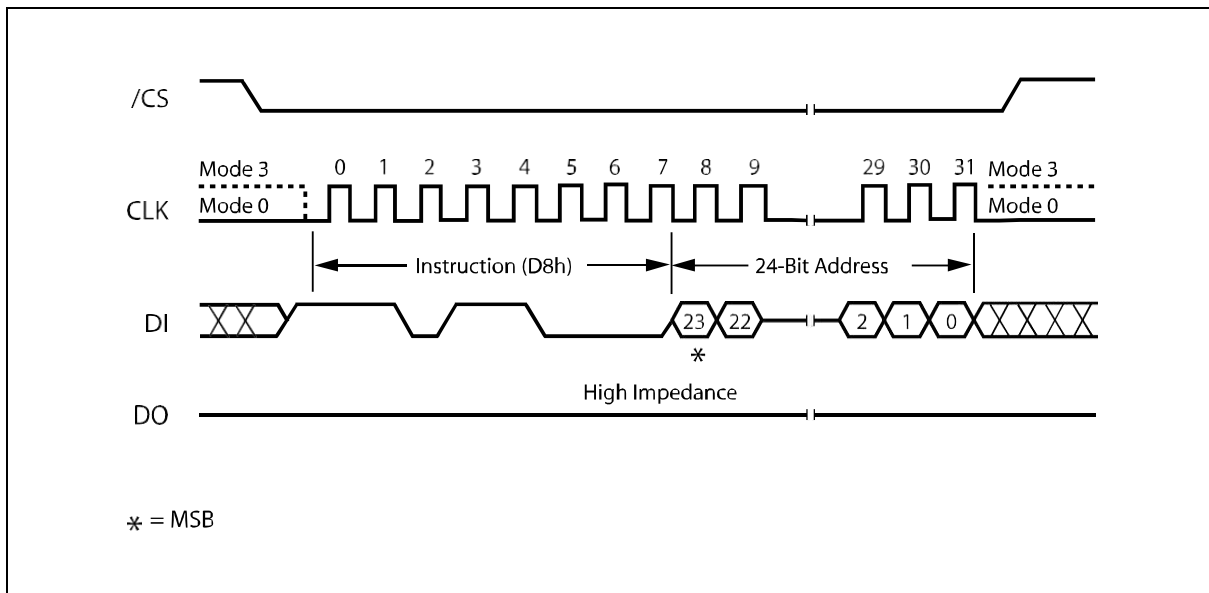 /CS
Mode 3 0 1 2 3 4 5 6 7 8 9 29 30 31 Mode 3
CLK Mode 0 Mode 0
Instruction (D8h) 24-Bit Address
DI 23 22 2 1 0
*
High Impedance
DO
* = MSB